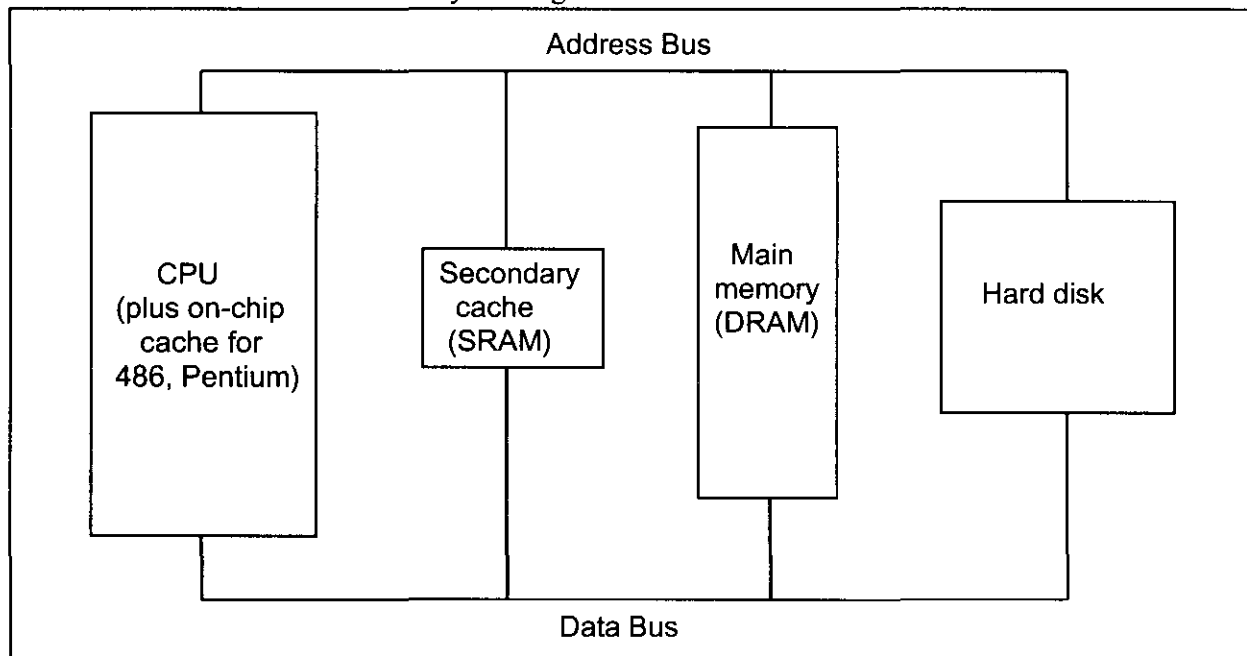 Address Bus
CPU
(plus on-chip
cache for
486, Pentium)
Secondary
cache
(SRAM)
Main
memory
(DRAM)
Hard disk
Data Bus